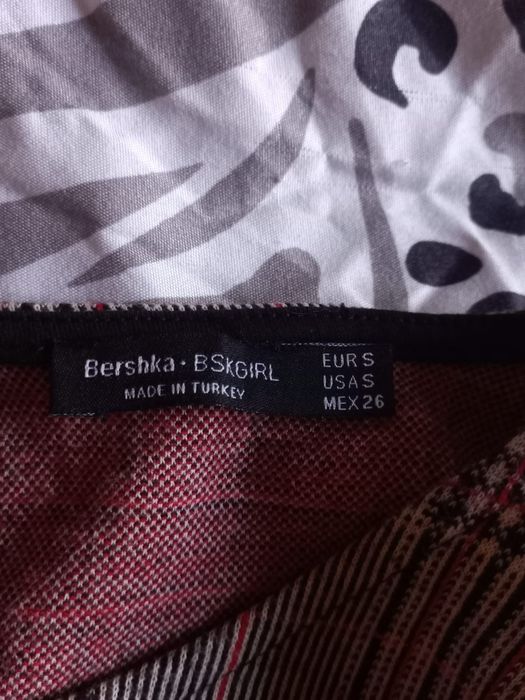 Bershka · BSKGIRL
MADE IN TURKEY
EUR S
USA S
MEX 26